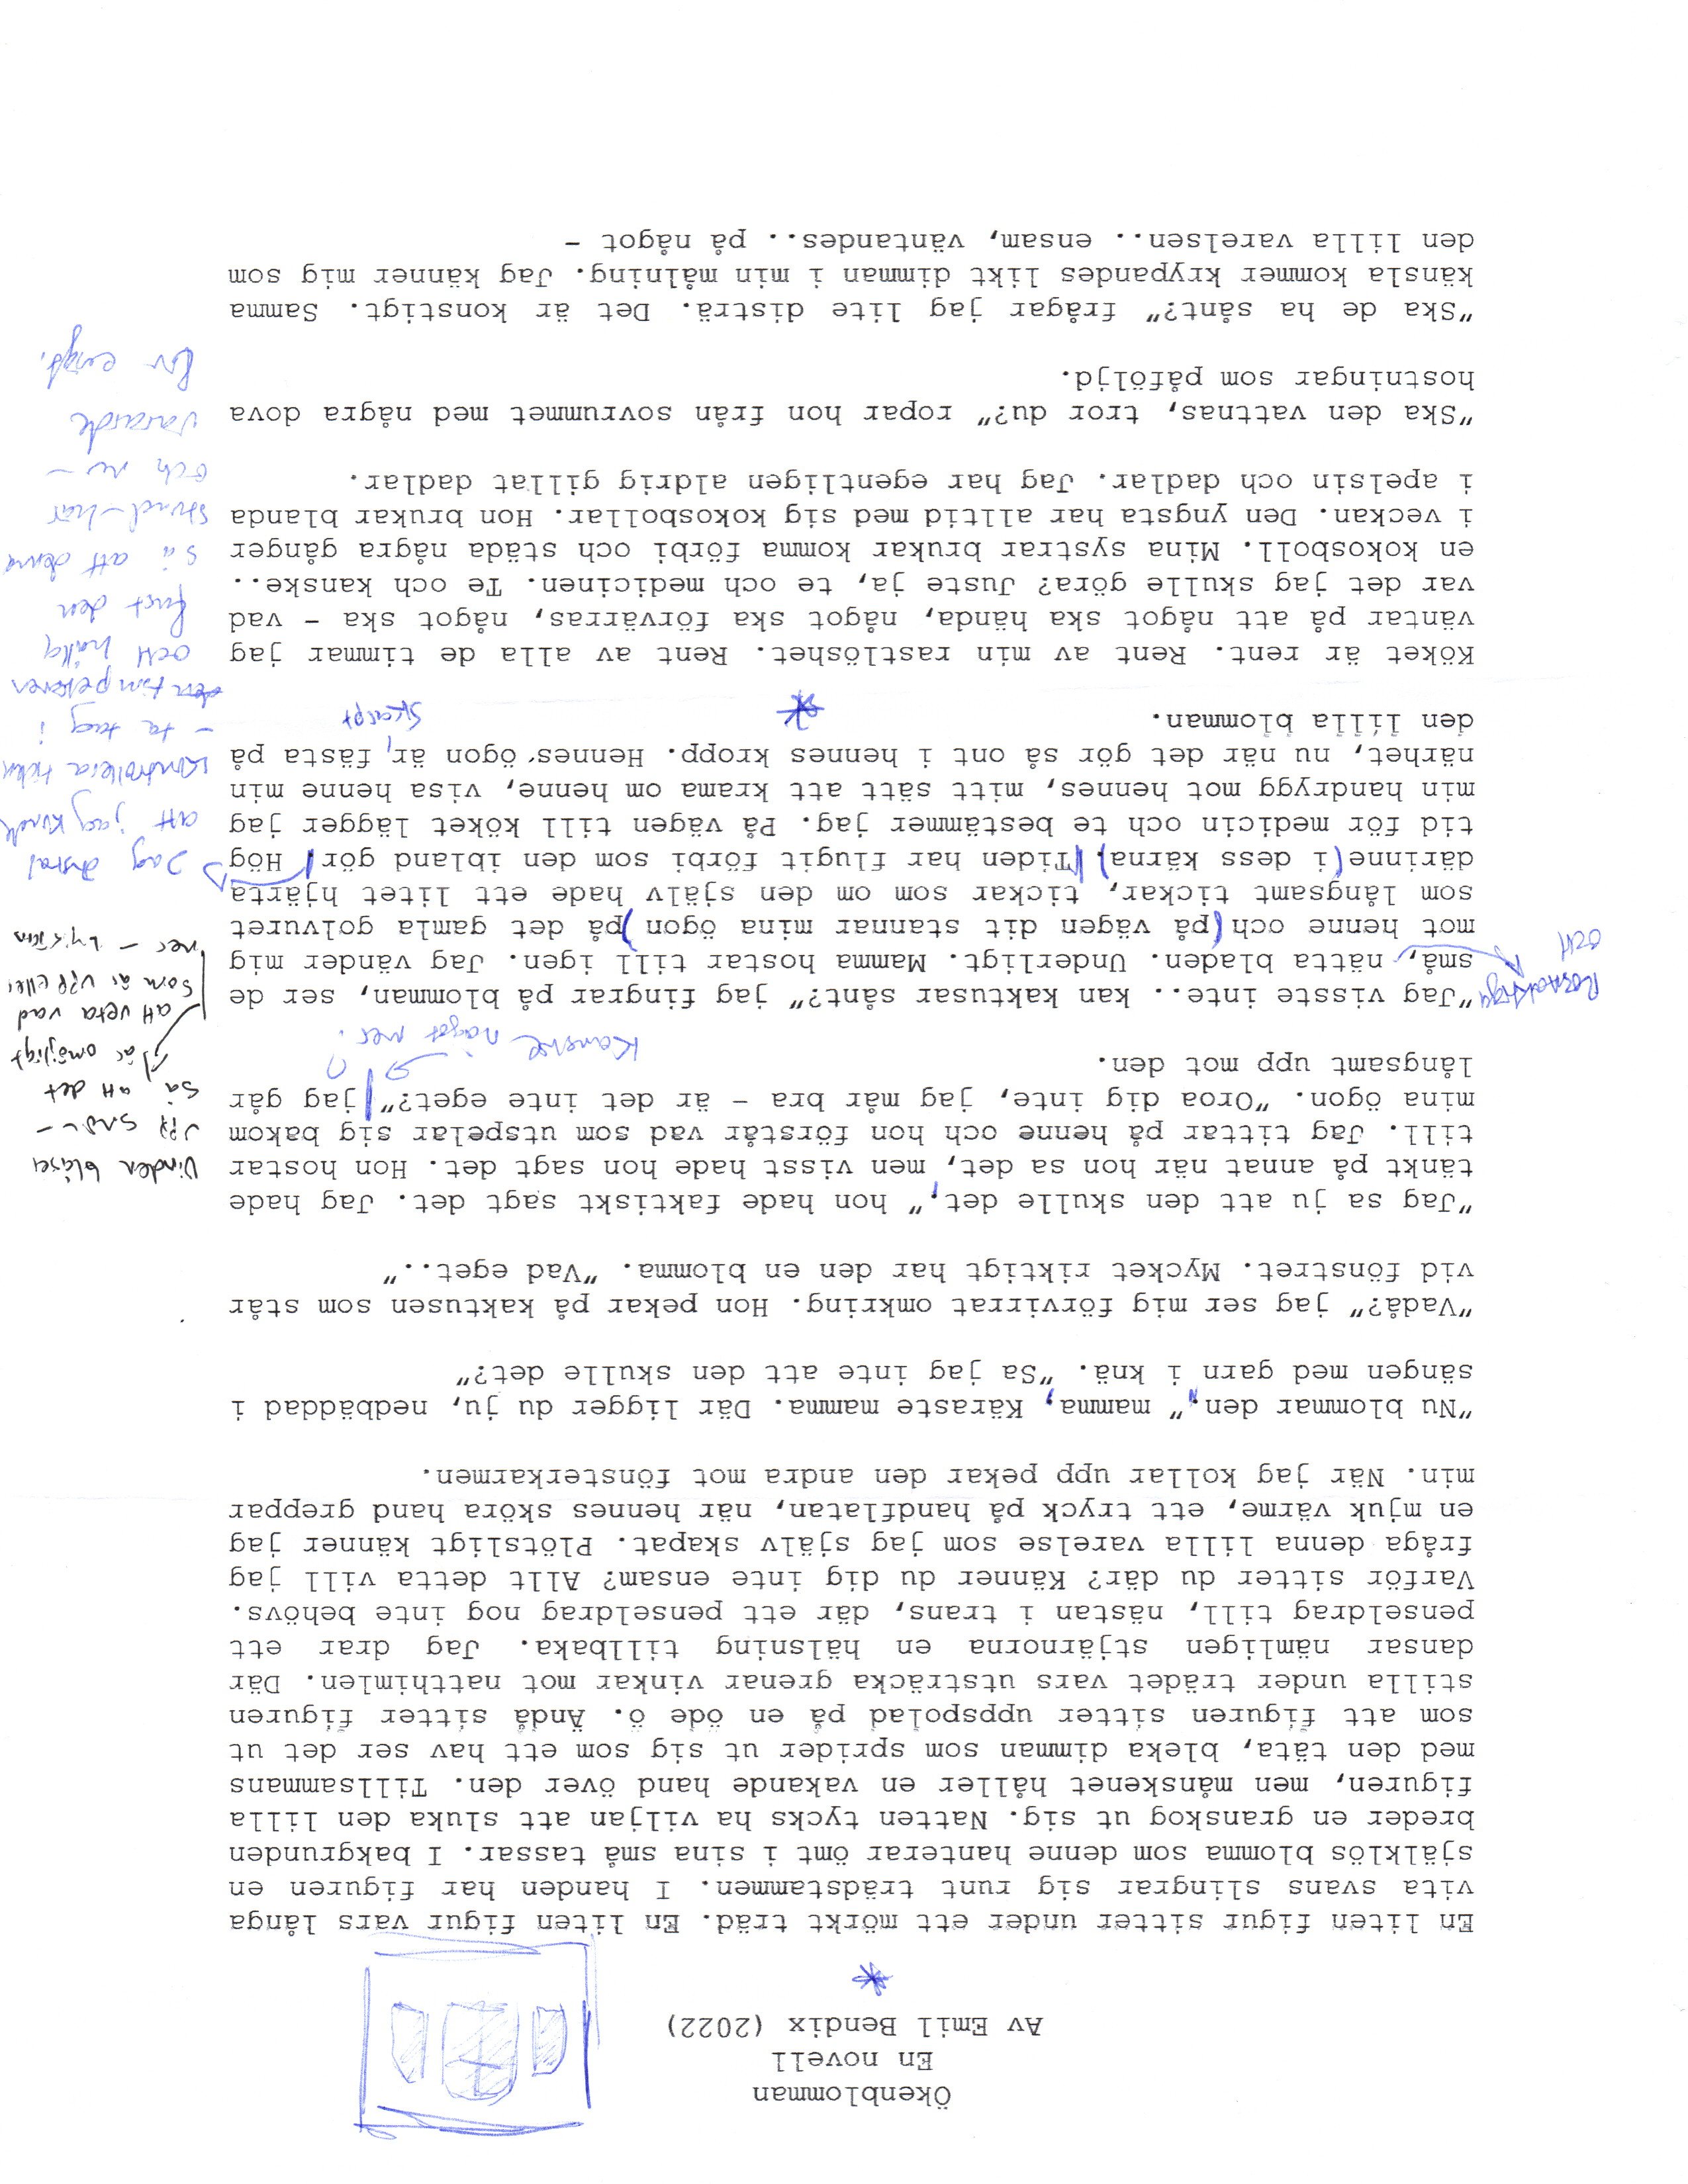 Ökenblomman
En novell
Av Emil Bendix (2022)
En liten figur sitter under ett mörkt träd. En liten figur vars långa
vita svans slingrar sig runt trädstammen. I handen har figuren en
själklös blomma som denne hanterar ömt i sina små tassar. I bakgrunden
breder en granskog ut sig. Natten tycks ha viljan att sluka den lilla
figuren, men månskenet håller en vakande hand över den. Tillsammans
med den täta, bleka dimman som sprider ut sig som ett hav ser det ut
som att figuren sitter uppspolad på en öde ö. Ändå sitter figuren
stilla under trädet vars utsträcka grenar vinkar mot natthimlen. Där
dansar nämligen stjärnorna en hälsning tillbaka. Jag drar ett
penseldrag till, nästan i trans, där ett penseldrag nog inte behövs.
Varför sitter du där? Känner du dig inte ensam? Allt detta vill jag
fråga denna lilla varelse som jag själv skapat. Plötsligt känner jag
en mjuk värme, ett tryck på handflatan, när hennes sköra hand greppar
min. När jag kollar upp pekar den andra mot fönsterkarmen.
"Nu blommar den," mamma, Käraste mamma. Där ligger du ju, nedbäddad i
sängen med garn i knä. "Sa jag inte att den skulle det?"
"Vadå?" jag ser mig förvirrat omkring. Hon pekar på kaktusen som står
vid fönstret. Mycket riktigt har den en blomma. "Vad eget.."
"Jag sa ju att den skulle det," hon hade faktiskt sagt det. Jag hade
tänkt på annat när hon sa det, men visst hade hon sagt det. Hon hostar
till. Jag tittar på henne och hon förstår vad som utspelar sig bakom
mina ögon. "Oroa dig inte, jag mår bra - är det inte eget?" jag går
långsamt upp mot den.
Kanske något mer?
Vinden blåser
upp snö -
så att det
är omöjligt
att veta vad
som är upp eller
ner -
Rosaaktiga
och
"Jag visste inte.. kan kaktusar sånt?" jag fingrar på blomman, ser de
små, nätta bladen. Underligt. Mamma hostar till igen. Jag vänder mig
mot henne och (på vägen dit stannar mina ögon) på det gamla golvuret
som långsamt tickar, tickar som om den själv hade ett litet hjärta
därinne (i dess kärna). Tiden har flugit förbi som den ibland gör. Hög
tid för medicin och te bestämmer jag. På vägen till köket lägger jag
min handrygg mot hennes, mitt sätt att krama om henne, visa henne min
närhet, nu när det gör så ont i hennes kropp. Hennes ögon är fästa på
den lilla blomman.
skarpt
Jag önskar
att jag kunde
kontrollera tiden
- ta tag i
den timpekaren
och hålla
fast den
så att denna
stund - här
och nu -
varade
för evigt.
Köket är rent. Rent av min rastlöshet. Rent av alla de timmar jag
väntar på att något ska hända, något ska förvärras, något ska - vad
var det jag skulle göra? Juste ja, te och medicinen. Te och kanske..
en kokosboll. Mina systrar brukar komma förbi och städa några gånger
i veckan. Den yngsta har alltid med sig kokosbollar. Hon brukar blanda
i apelsin och dadlar. Jag har egentligen aldrig gillat dadlar.
"Ska den vattnas, tror du?" ropar hon från sovrummet med några dova
hostningar som påföljd.
"Ska de ha sånt?" frågar jag lite disträ. Det är konstigt. Samma
känsla kommer krypandes likt dimman i min målning. Jag känner mig som
den lilla varelsen.. ensam, väntandes.. på något -